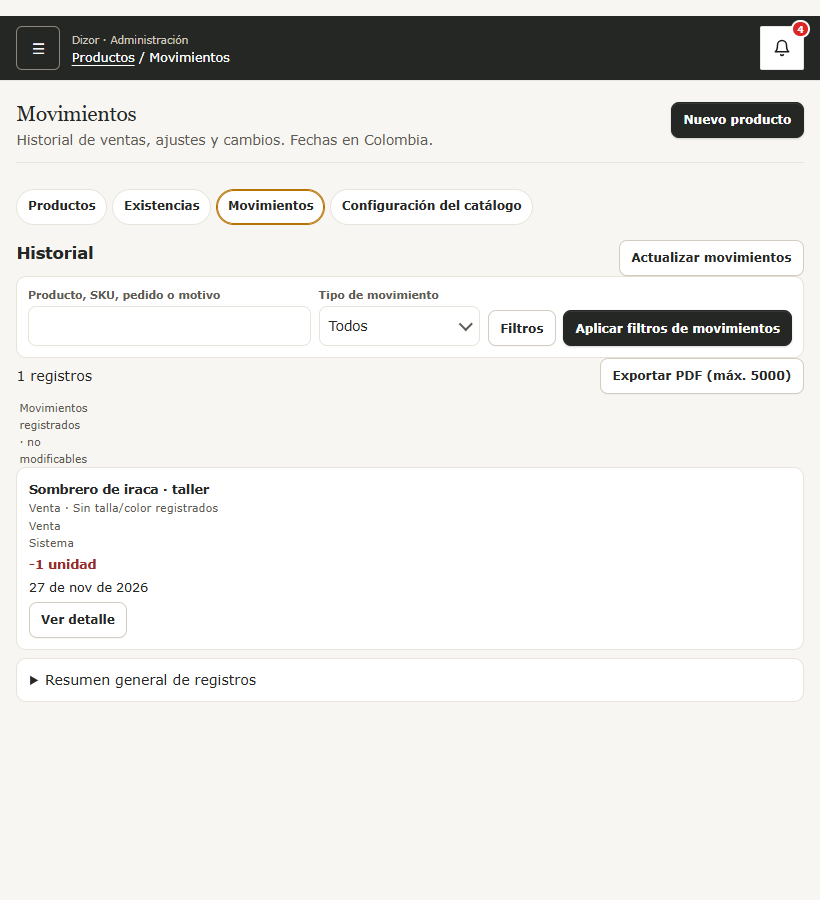 ☰
Dizor · Administración
Productos / Movimientos
4
Movimientos
Historial de ventas, ajustes y cambios. Fechas en Colombia.
Nuevo producto
Productos
Existencias
Movimientos
Configuración del catálogo
Historial
Actualizar movimientos
Producto, SKU, pedido o motivo
Tipo de movimiento
Todos
Filtros
Aplicar filtros de movimientos
1 registros
Exportar PDF (máx. 5000)
Movimientos
registrados
· no
modificables
Sombrero de iraca · taller
Venta · Sin talla/color registrados
Venta
Sistema
-1 unidad
27 de nov de 2026
Ver detalle
▶ Resumen general de registros